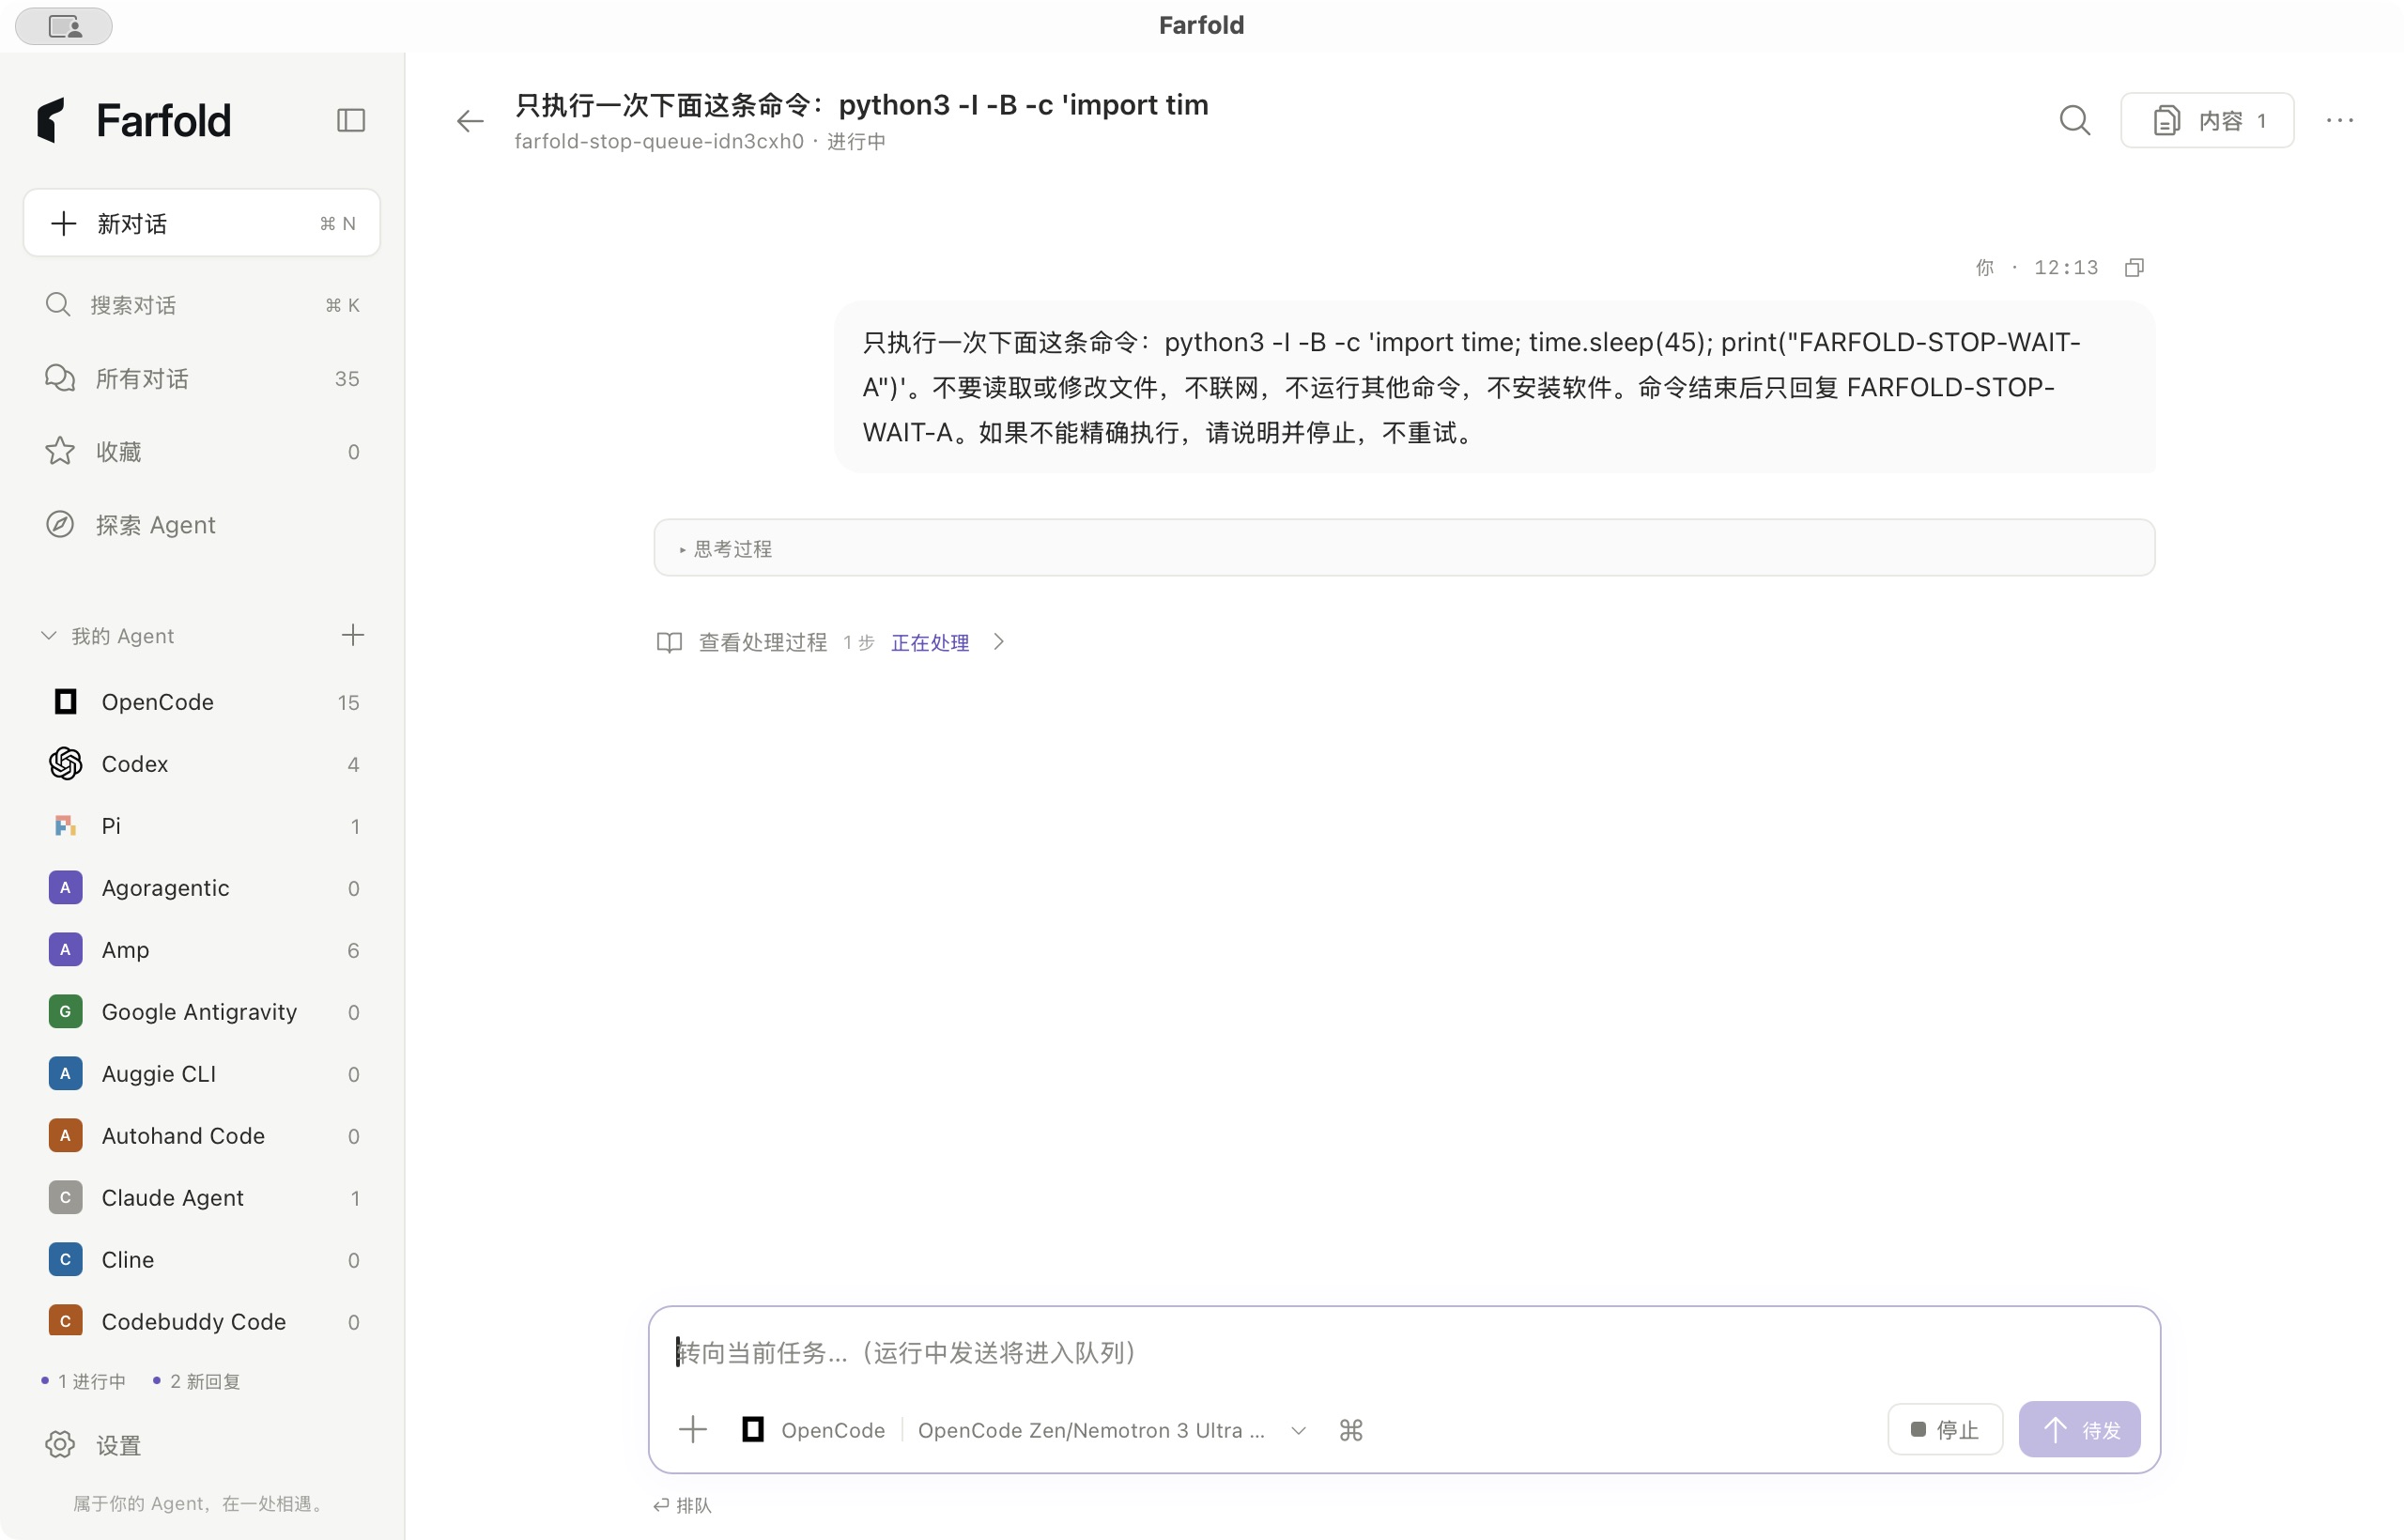 Farfold
Farfold
新对话
⌘ N
搜索对话
⌘ K
所有对话
35
收藏
0
探索 Agent
我的 Agent
OpenCode
15
Codex
4
Pi
1
A
Agoragentic
0
A
Amp
6
G
Google Antigravity
0
A
Auggie CLI
0
A
Autohand Code
0
C
Claude Agent
1
C
Cline
0
C
Codebuddy Code
0
1 进行中
2 新回复
设置
属于你的 Agent，在一处相遇。
只执行一次下面这条命令：python3 -I -B -c 'import tim
farfold-stop-queue-idn3cxh0 · 进行中
内容 1
你 · 12:13
只执行一次下面这条命令：python3 -I -B -c 'import time; time.sleep(45); print("FARFOLD-STOP-WAIT-
A")'。不要读取或修改文件，不联网，不运行其他命令，不安装软件。命令结束后只回复 FARFOLD-STOP-
WAIT-A。如果不能精确执行，请说明并停止，不重试。
思考过程
查看处理过程 1 步 正在处理
转向当前任务...（运行中发送将进入队列）
OpenCode
OpenCode Zen/Nemotron 3 Ultra ...
⌘
停止
待发
排队